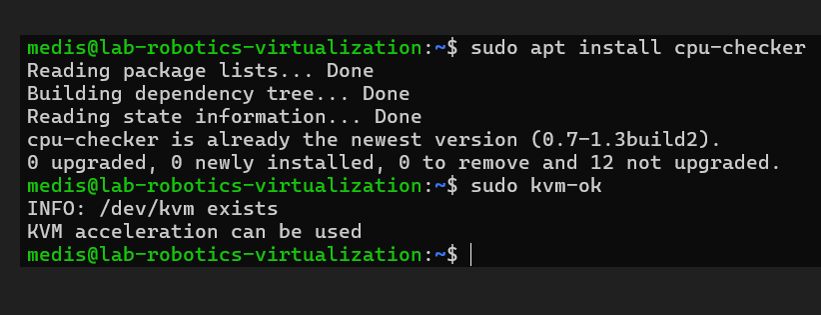 medis@lab-robotics-virtualization:~$ sudo apt install cpu-checker
Reading package lists... Done
Building dependency tree... Done
Reading state information... Done
cpu-checker is already the newest version (0.7-1.3build2).
0 upgraded, 0 newly installed, 0 to remove and 12 not upgraded.
medis@lab-robotics-virtualization:~$ sudo kvm-ok
INFO: /dev/kvm exists
KVM acceleration can be used
medis@lab-robotics-virtualization:~$